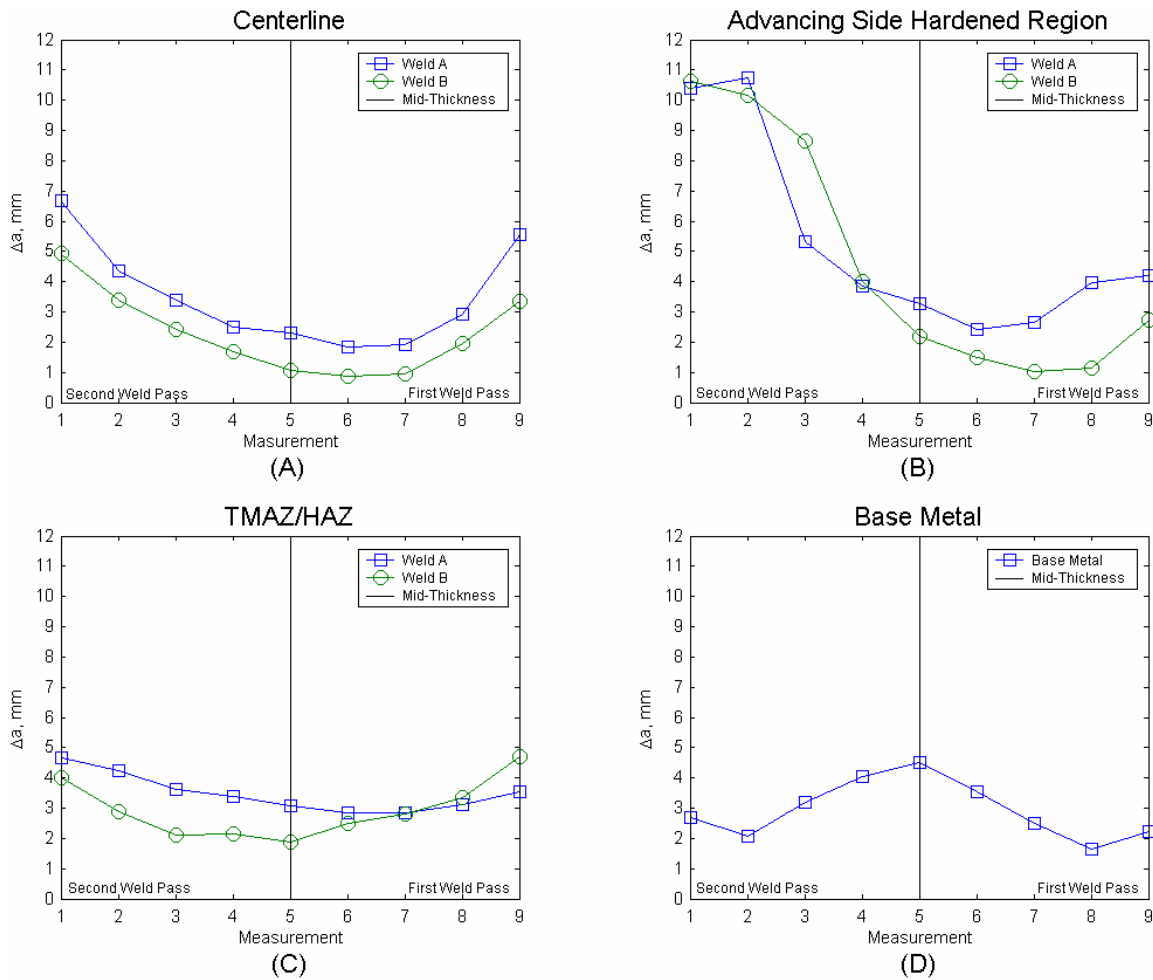 Centerline
12
11
10
9
8
7
6
5
4
3
2
1
0
Δa, mm
Weld A
Weld B
Mid-Thickness
Second Weld Pass
First Weld Pass
1 2 3 4 5 6 7 8 9
Masurement
(A)
Advancing Side Hardened Region
12
11
10
9
8
7
6
5
4
3
2
1
0
Δa, mm
Weld A
Weld B
Mid-Thickness
Second Weld Pass
First Weld Pass
1 2 3 4 5 6 7 8 9
Masurement
(B)
TMAZ/HAZ
12
11
10
9
8
7
6
5
4
3
2
1
0
Δa, mm
Weld A
Weld B
Mid-Thickness
Second Weld Pass
First Weld Pass
1 2 3 4 5 6 7 8 9
Measurement
(C)
Base Metal
12
11
10
9
8
7
6
5
4
3
2
1
0
Δa, mm
Base Metal
Mid-Thickness
Second Weld Pass
First Weld Pass
1 2 3 4 5 6 7 8 9
Measurement
(D)